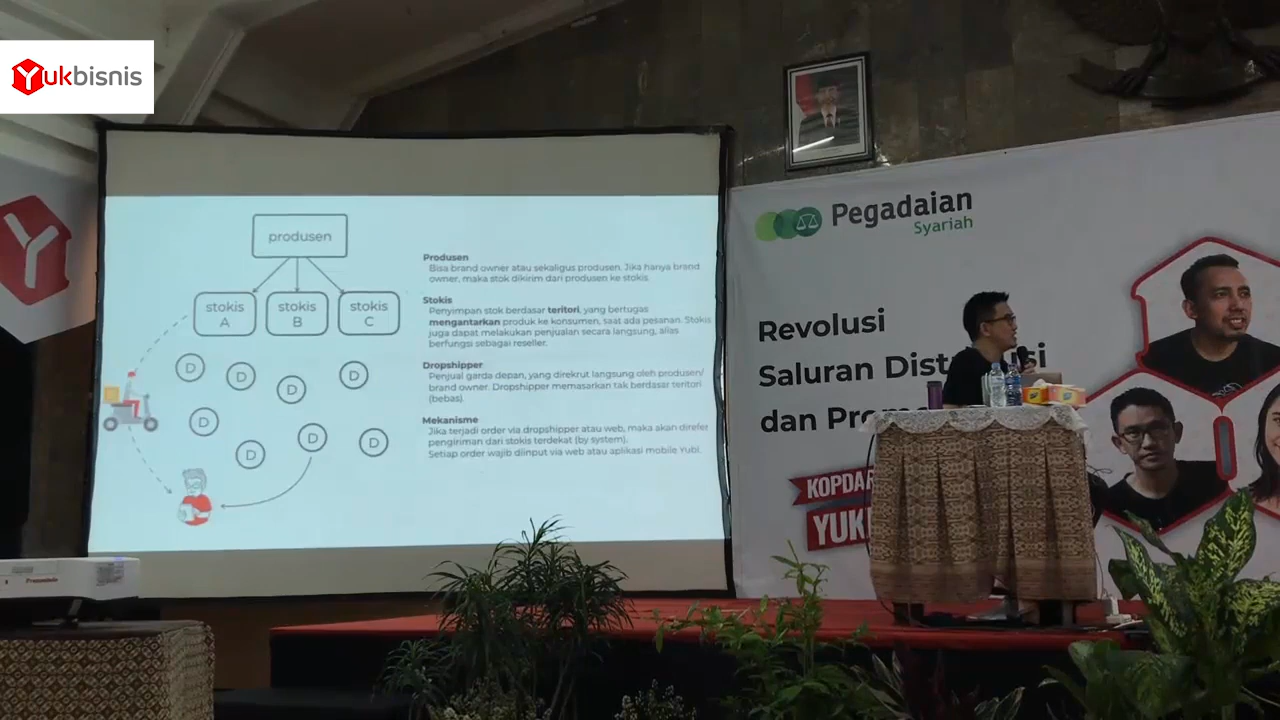 Yukbisnis
produsen
stokis
A
stokis
B
stokis
C
D
D
D
D
D
D
D
D
Produsen
Bisa brand owner atau sekaligus produsen. Jika hanya brand
owner, maka stok dikirim dari produsen ke stokis.
Stokis
Penyimpan stok berdasar teritori, yang bertugas
mengantarkan produk ke konsumen, saat ada pesanan. Stokis
juga dapat melakukan penjualan secara langsung, alias
berfungsi sebagai reseller.
Dropshipper
Penjual garda depan, yang direkrut langsung oleh produsen/
brand owner. Dropshipper memasarkan tak berdasar teritori
(bebas).
Mekanisme
Jika terjadi order via dropshipper atau web, maka akan direfer
pengiriman dari stokis terdekat (by system).
Setiap order wajib diinput via web atau aplikasi mobile Yubi.
Y
Pegadaian
Syariah
Revolusi
Saluran
dan
KOPDAR